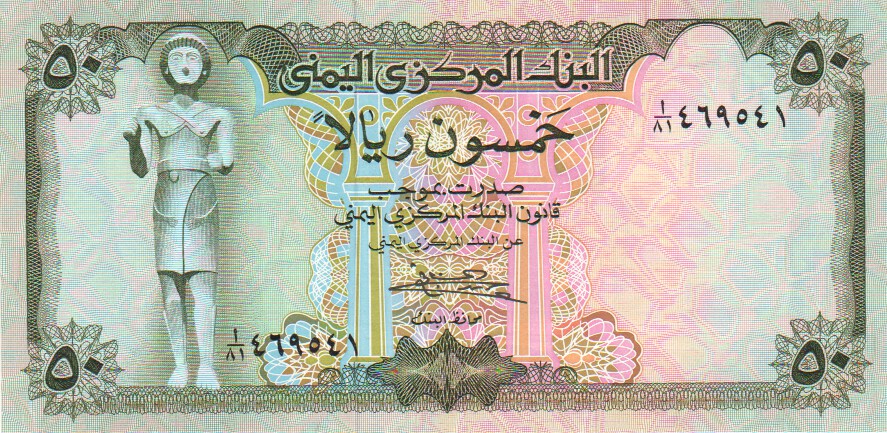 ٥٠
٥٠
البنك المركزي اليمني
١/٨١ ٤٦٩٥٤١
خَمسون ريالاً
صدرت بموجب
قانون البنك المركزي اليمني
عن البنك المركزي اليمني
محافظ البنك
١/٨١ ٤٦٩٥٤١
٥٠
٥٠